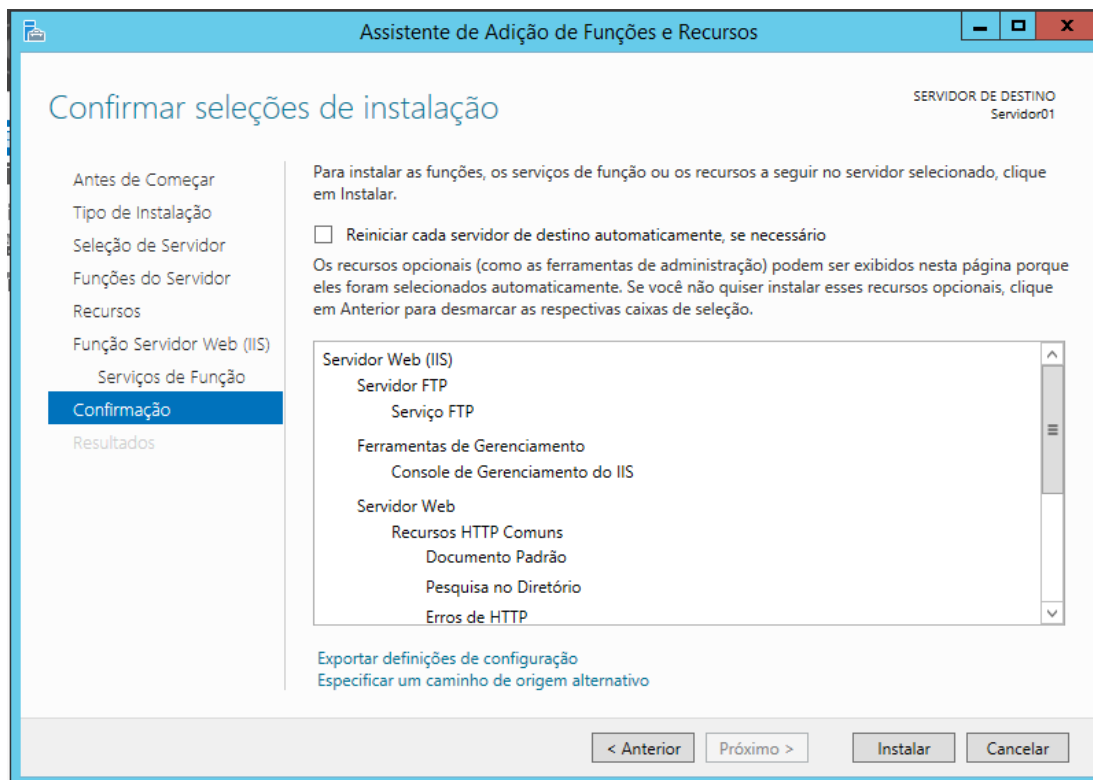 Assistente de Adição de Funções e Recursos
Confirmar seleções de instalação
SERVIDOR DE DESTINO
Servidor01
Antes de Começar
Tipo de Instalação
Seleção de Servidor
Funções do Servidor
Recursos
Função Servidor Web (IIS)
Serviços de Função
Confirmação
Resultados
Para instalar as funções, os serviços de função ou os recursos a seguir no servidor selecionado, clique
em Instalar.
Reiniciar cada servidor de destino automaticamente, se necessário
Os recursos opcionais (como as ferramentas de administração) podem ser exibidos nesta página porque
eles foram selecionados automaticamente. Se você não quiser instalar esses recursos opcionais, clique
em Anterior para desmarcar as respectivas caixas de seleção.
Servidor Web (IIS)
Servidor FTP
Serviço FTP
Ferramentas de Gerenciamento
Console de Gerenciamento do IIS
Servidor Web
Recursos HTTP Comuns
Documento Padrão
Pesquisa no Diretório
Erros de HTTP
Exportar definições de configuração
Especificar um caminho de origem alternativo
< Anterior
Próximo >
Instalar
Cancelar